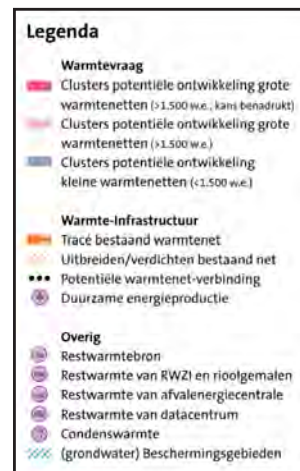 Legenda
Warmtevraag
Clusters potentiële ontwikkeling grote
warmtenetten (>1.500 w.e., kans benadrukt)
Clusters potentiële ontwikkeling grote
warmtenetten (>1.500 w.e.)
Clusters potentiële ontwikkeling
kleine warmtenetten (<1.500 w.e.)
Warmte-infrastructuur
Tracé bestaand warmtenet
Uitbreiden/verdichten bestaand net
Potentiële warmtenet-verbinding
Duurzame energieproductie
Overig
Restwarmtebron
Restwarmte van RWZI en rioolgemalen
Restwarmte van afvalenergiecentrale
Restwarmte van datacentrum
Condenswarmte
(grondwater) Beschermingsgebieden